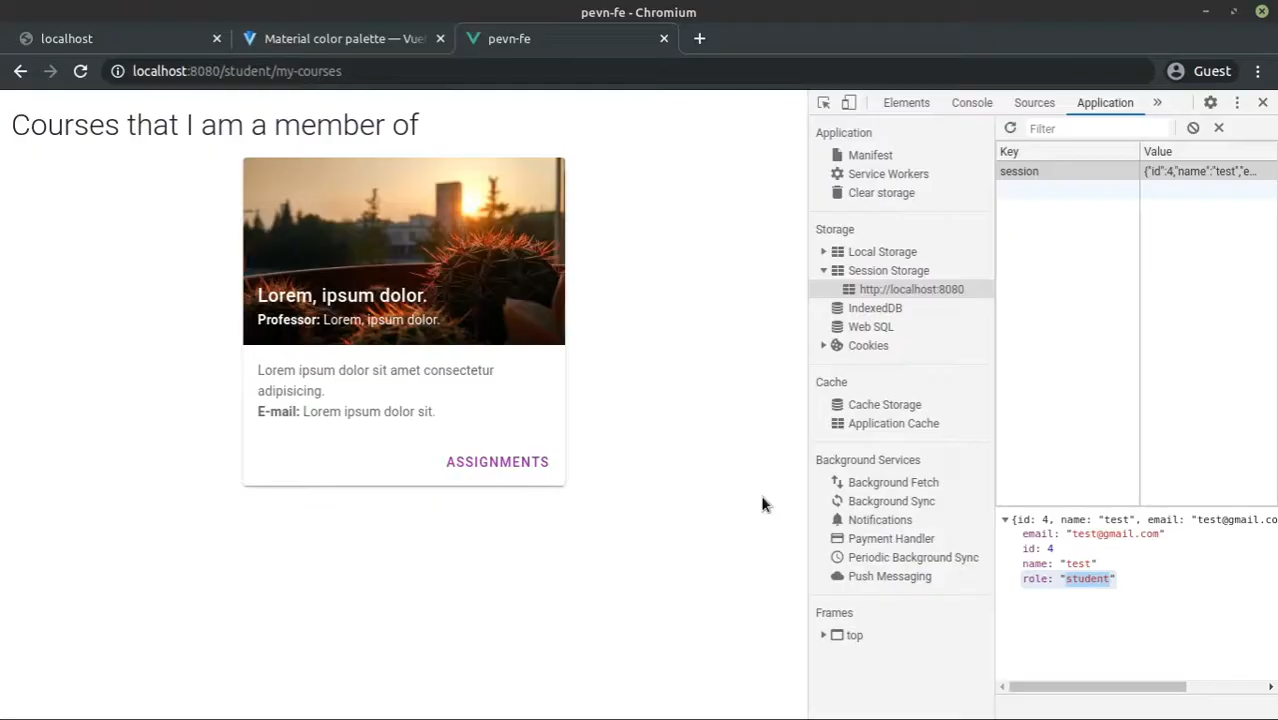 pevn-fe - Chromium
localhost
Material color palette — Vue
pevn-fe
localhost:8080/student/my-courses
Guest
Courses that I am a member of
Lorem, ipsum dolor.
Professor: Lorem, ipsum dolor.
Lorem ipsum dolor sit amet consectetur
adipisicing.
E-mail: Lorem ipsum dolor sit.
ASSIGNMENTS
Elements
Console
Sources
Application
»
Application
Manifest
Service Workers
Clear storage
Storage
Local Storage
Session Storage
http://localhost:8080
IndexedDB
Web SQL
Cookies
Cache
Cache Storage
Application Cache
Background Services
Background Fetch
Background Sync
Notifications
Payment Handler
Periodic Background Sync
Push Messaging
Frames
top
Filter
Key Value
session {"id":4,"name":"test","e...
{id: 4, name: "test", email: "test@gmail.co
email: "test@gmail.com"
id: 4
name: "test"
role: "student"